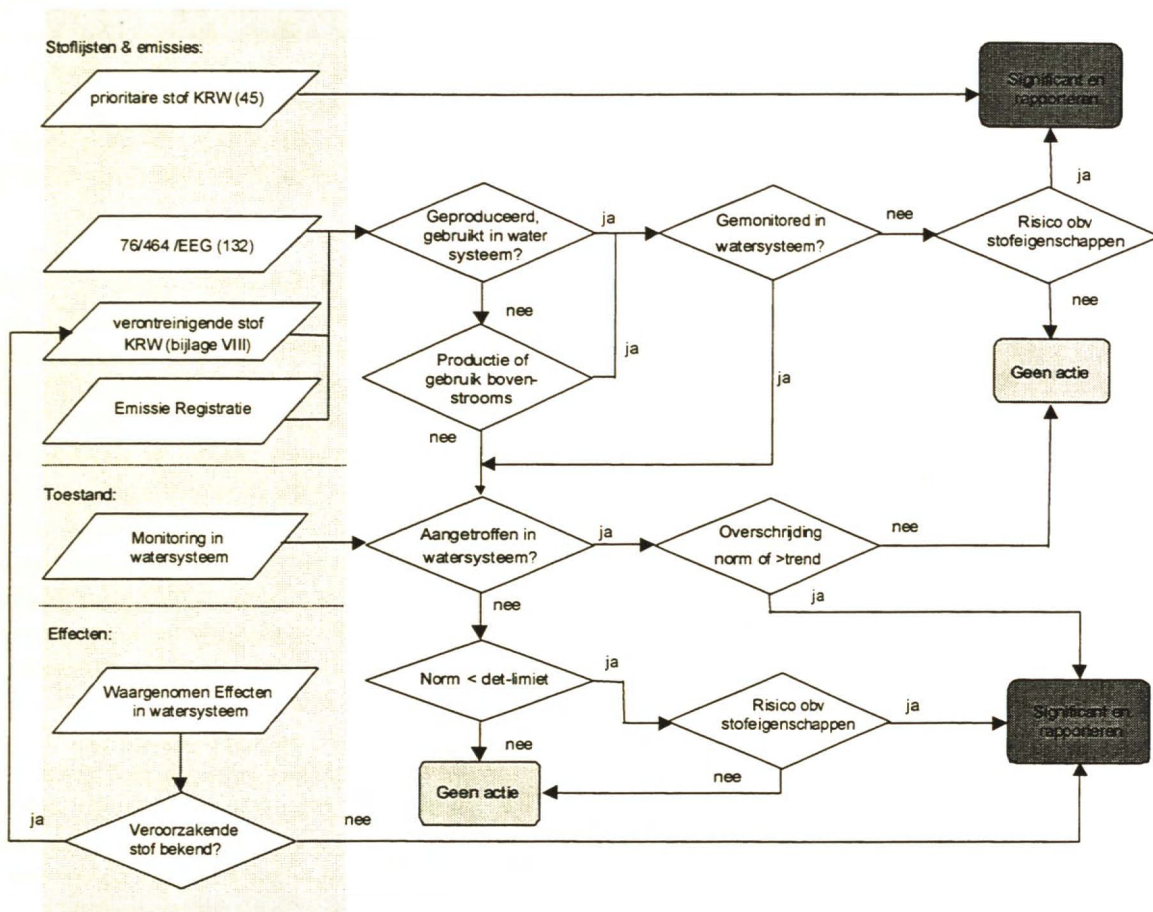 Stoflijsten & emissies:
prioritaire stof KRW (45)
Significant en
rapporteren
ja
76/464 /EEG (132)
Geproduceerd,
gebruikt in water
systeem?
ja
Gemonitored in
watersysteem?
nee
Risico obv
stofeigenschappen
nee
nee
verontreinigende stof
KRW (bijlage VIII)
Productie of
gebruik boven-
strooms
ja
ja
Geen actie
Emissie Registratie
nee
Toestand:
Monitoring in
watersysteem
Aangetroffen in
watersysteem?
ja
Overschrijding
norm of >trend
nee
ja
nee
Effecten:
Waargenomen Effecten
in watersysteem
Norm < det-limiet
ja
Risico obv
stofeigenschappen
ja
Significant en
rapporteren
nee
nee
Geen actie
ja
Veroorzakende
stof bekend?
nee